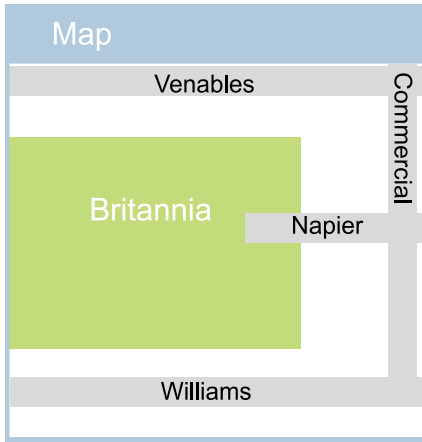 Map
Venables
Commercial
Britannia
Napier
Williams